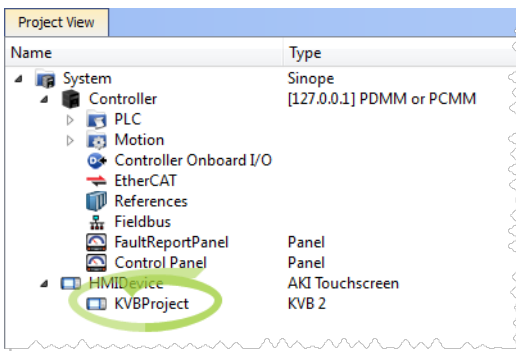 Project View
Name Type
System Sinope
Controller [127.0.0.1] PDMM or PCMM
PLC
Motion
Controller Onboard I/O
EtherCAT
References
Fieldbus
FaultReportPanel Panel
Control Panel Panel
HMIDevice AKI Touchscreen
KVBProject KVB 2